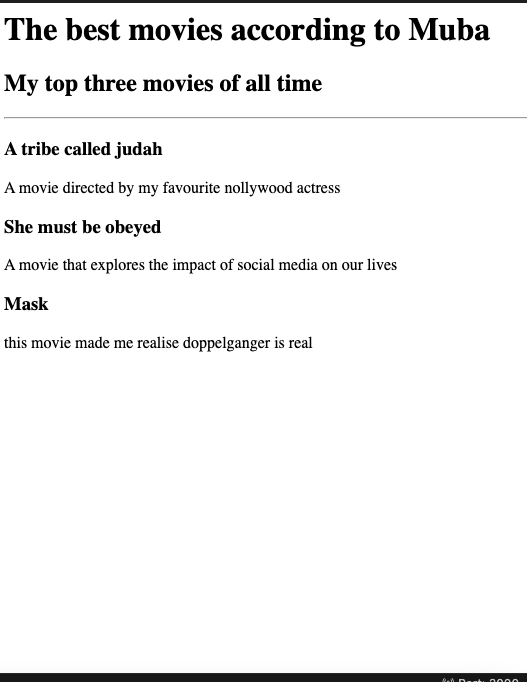 The best movies according to Muba
My top three movies of all time
A tribe called judah
A movie directed by my favourite nollywood actress
She must be obeyed
A movie that explores the impact of social media on our lives
Mask
this movie made me realise doppelganger is real